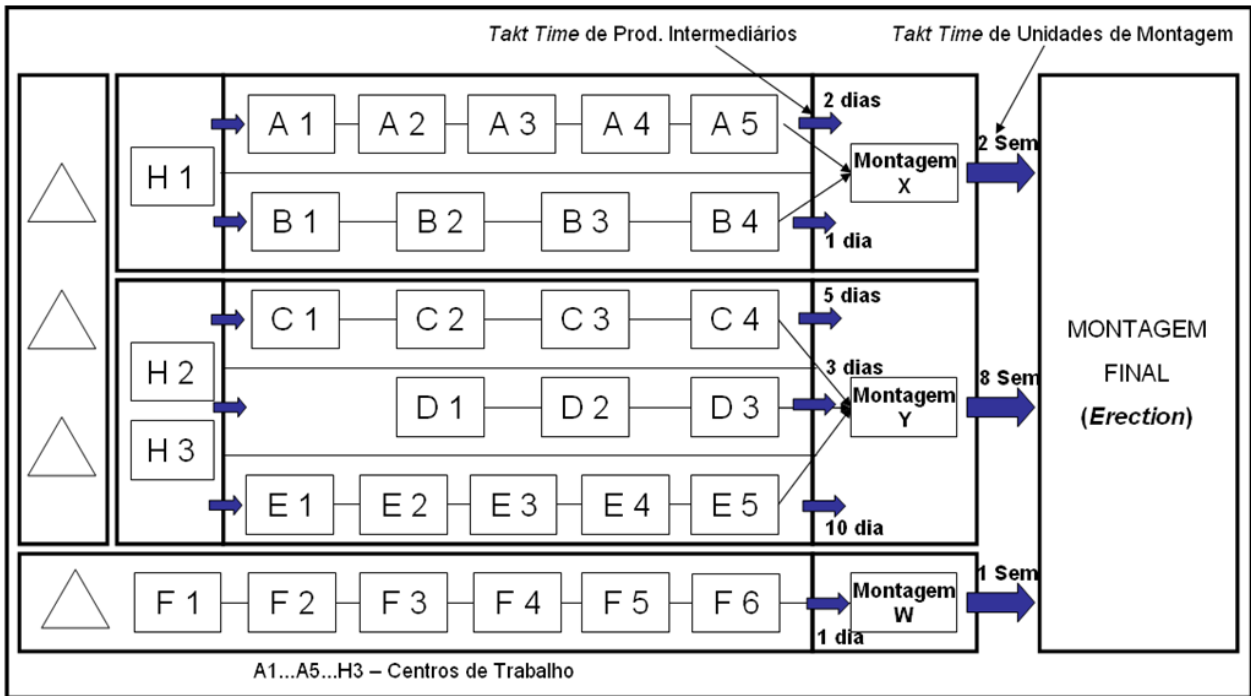 Takt Time de Prod. Intermediários
Takt Time de Unidades de Montagem
H 1
A 1
A 2
A 3
A 4
A 5
2 dias
B 1
B 2
B 3
B 4
1 dia
Montagem
X
2 Sem
H 2
H 3
C 1
C 2
C 3
C 4
5 dias
D 1
D 2
D 3
3 dias
E 1
E 2
E 3
E 4
E 5
10 dia
Montagem
Y
8 Sem
F 1
F 2
F 3
F 4
F 5
F 6
1 dia
Montagem
W
1 Sem
MONTAGEM
FINAL
(Erection)
A1...A5...H3 – Centros de Trabalho